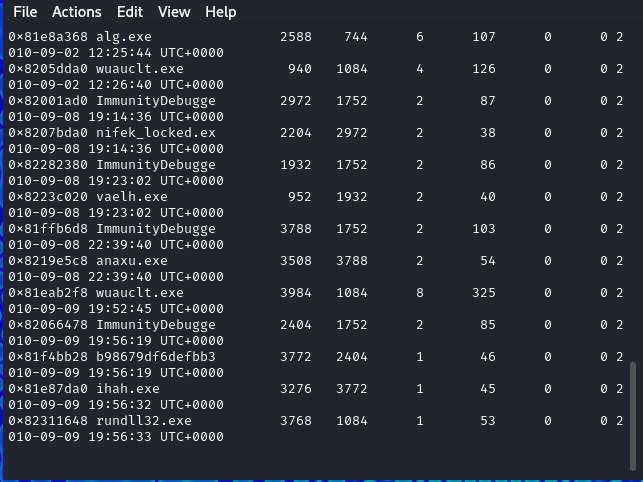 File Actions Edit View Help
0×81e8a368 alg.exe 2588 744 6 107 0 0 2
010-09-02 12:25:44 UTC+0000
0×8205dda0 wuauclt.exe 940 1084 4 126 0 0 2
010-09-02 12:26:40 UTC+0000
0×82001ad0 ImmunityDebugge 2972 1752 2 87 0 0 2
010-09-08 19:14:36 UTC+0000
0×8207bda0 nifek_locked.ex 2204 2972 2 38 0 0 2
010-09-08 19:14:36 UTC+0000
0×82282380 ImmunityDebugge 1932 1752 2 86 0 0 2
010-09-08 19:23:02 UTC+0000
0×8223c020 vaelh.exe 952 1932 2 40 0 0 2
010-09-08 19:23:02 UTC+0000
0×81ffb6d8 ImmunityDebugge 3788 1752 2 103 0 0 2
010-09-08 22:39:40 UTC+0000
0×8219e5c8 anaxu.exe 3508 3788 2 54 0 0 2
010-09-08 22:39:40 UTC+0000
0×81eab2f8 wuauclt.exe 3984 1084 8 325 0 0 2
010-09-09 19:52:45 UTC+0000
0×82066478 ImmunityDebugge 2404 1752 2 85 0 0 2
010-09-09 19:56:19 UTC+0000
0×81f4bb28 b98679df6defbb3 3772 2404 1 46 0 0 2
010-09-09 19:56:19 UTC+0000
0×81e87da0 ihah.exe 3276 3772 1 45 0 0 2
010-09-09 19:56:32 UTC+0000
0×82311648 rundll32.exe 3768 1084 1 53 0 0 2
010-09-09 19:56:33 UTC+0000